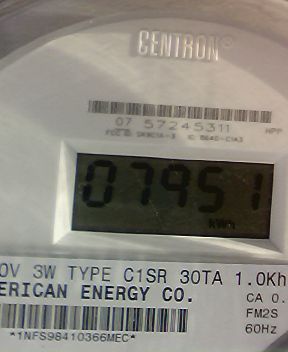 CENTRON®
07 57245311
HPP
07951
kWh
0V 3W TYPE C1SR 30TA 1.0Kh
ERICAN ENERGY CO.
CA 0.
FM2S
60Hz
*1NFS98410366MEC*